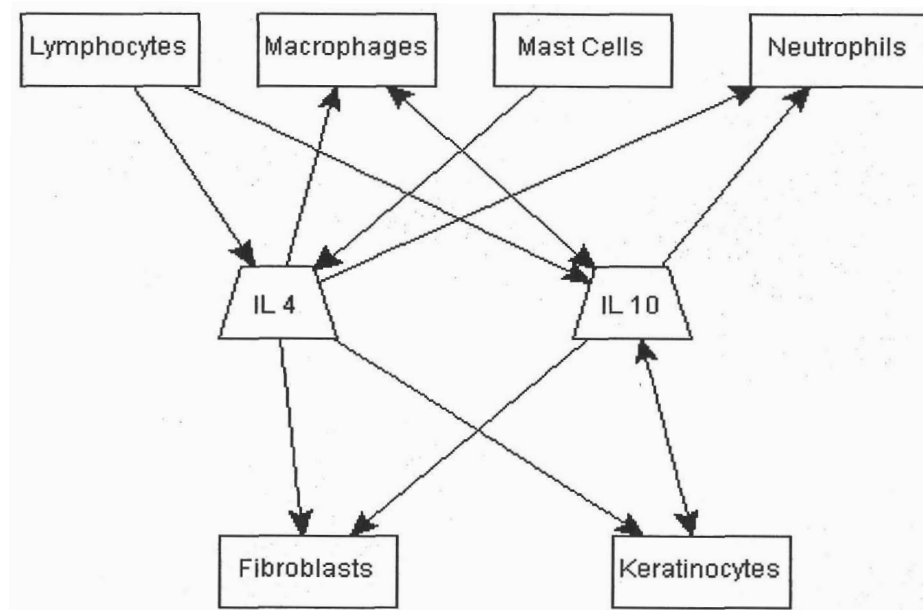 Lymphocytes
Macrophages
Mast Cells
Neutrophils
IL 4
IL 10
Fibroblasts
Keratinocytes